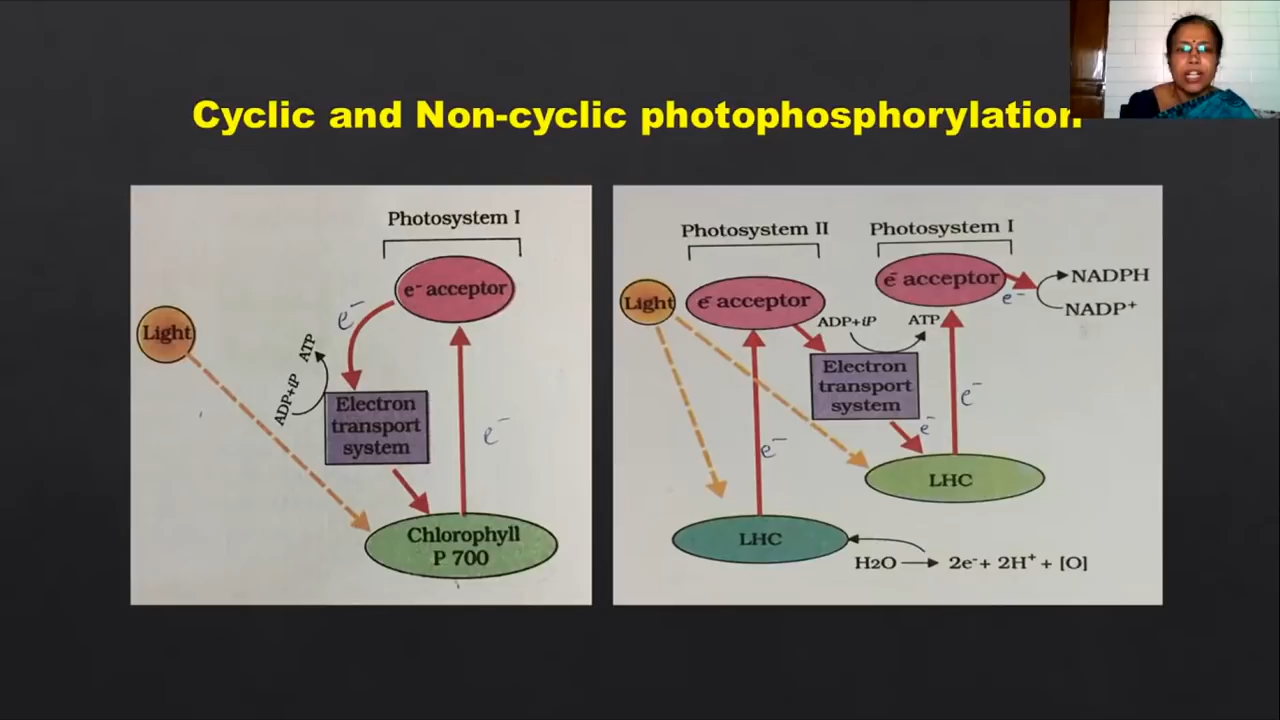 Cyclic and Non-cyclic photophosphorylation
Photosystem I
e⁻ acceptor
e⁻
Light
ATP
ADP+iP
Electron
transport
system
e⁻
Chlorophyll
P 700
Photosystem II
Photosystem I
Light
e⁻ acceptor
e⁻ acceptor
NADPH
e⁻
NADP⁺
ADP+iP
ATP
Electron
transport
system
e⁻
e⁻
e⁻
LHC
LHC
H2O → 2e⁻+ 2H⁺ + [O]